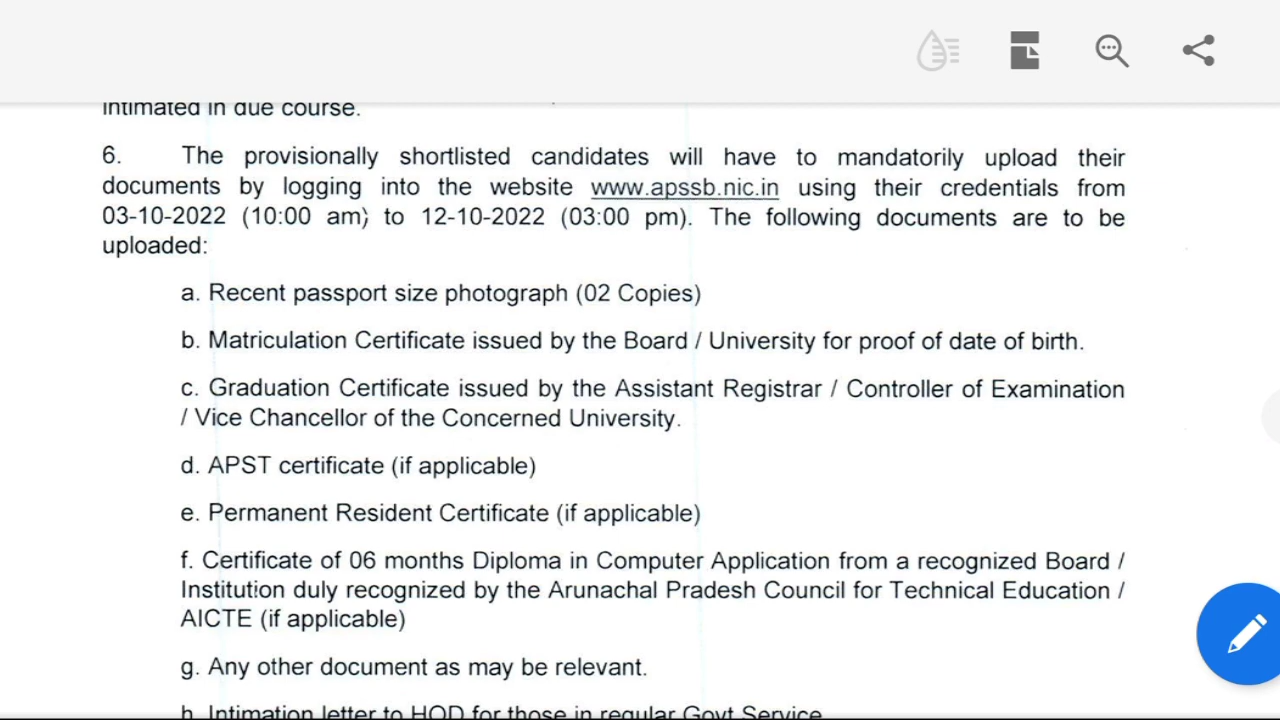 intimated in due course.
6. The provisionally shortlisted candidates will have to mandatorily upload their
documents by logging into the website www.apssb.nic.in using their credentials from
03-10-2022 (10:00 am) to 12-10-2022 (03:00 pm). The following documents are to be
uploaded:
a. Recent passport size photograph (02 Copies)
b. Matriculation Certificate issued by the Board / University for proof of date of birth.
c. Graduation Certificate issued by the Assistant Registrar / Controller of Examination
/ Vice Chancellor of the Concerned University.
d. APST certificate (if applicable)
e. Permanent Resident Certificate (if applicable)
f. Certificate of 06 months Diploma in Computer Application from a recognized Board /
Institution duly recognized by the Arunachal Pradesh Council for Technical Education /
AICTE (if applicable)
g. Any other document as may be relevant.
h. Intimation letter to HOD for those in regular Govt Service